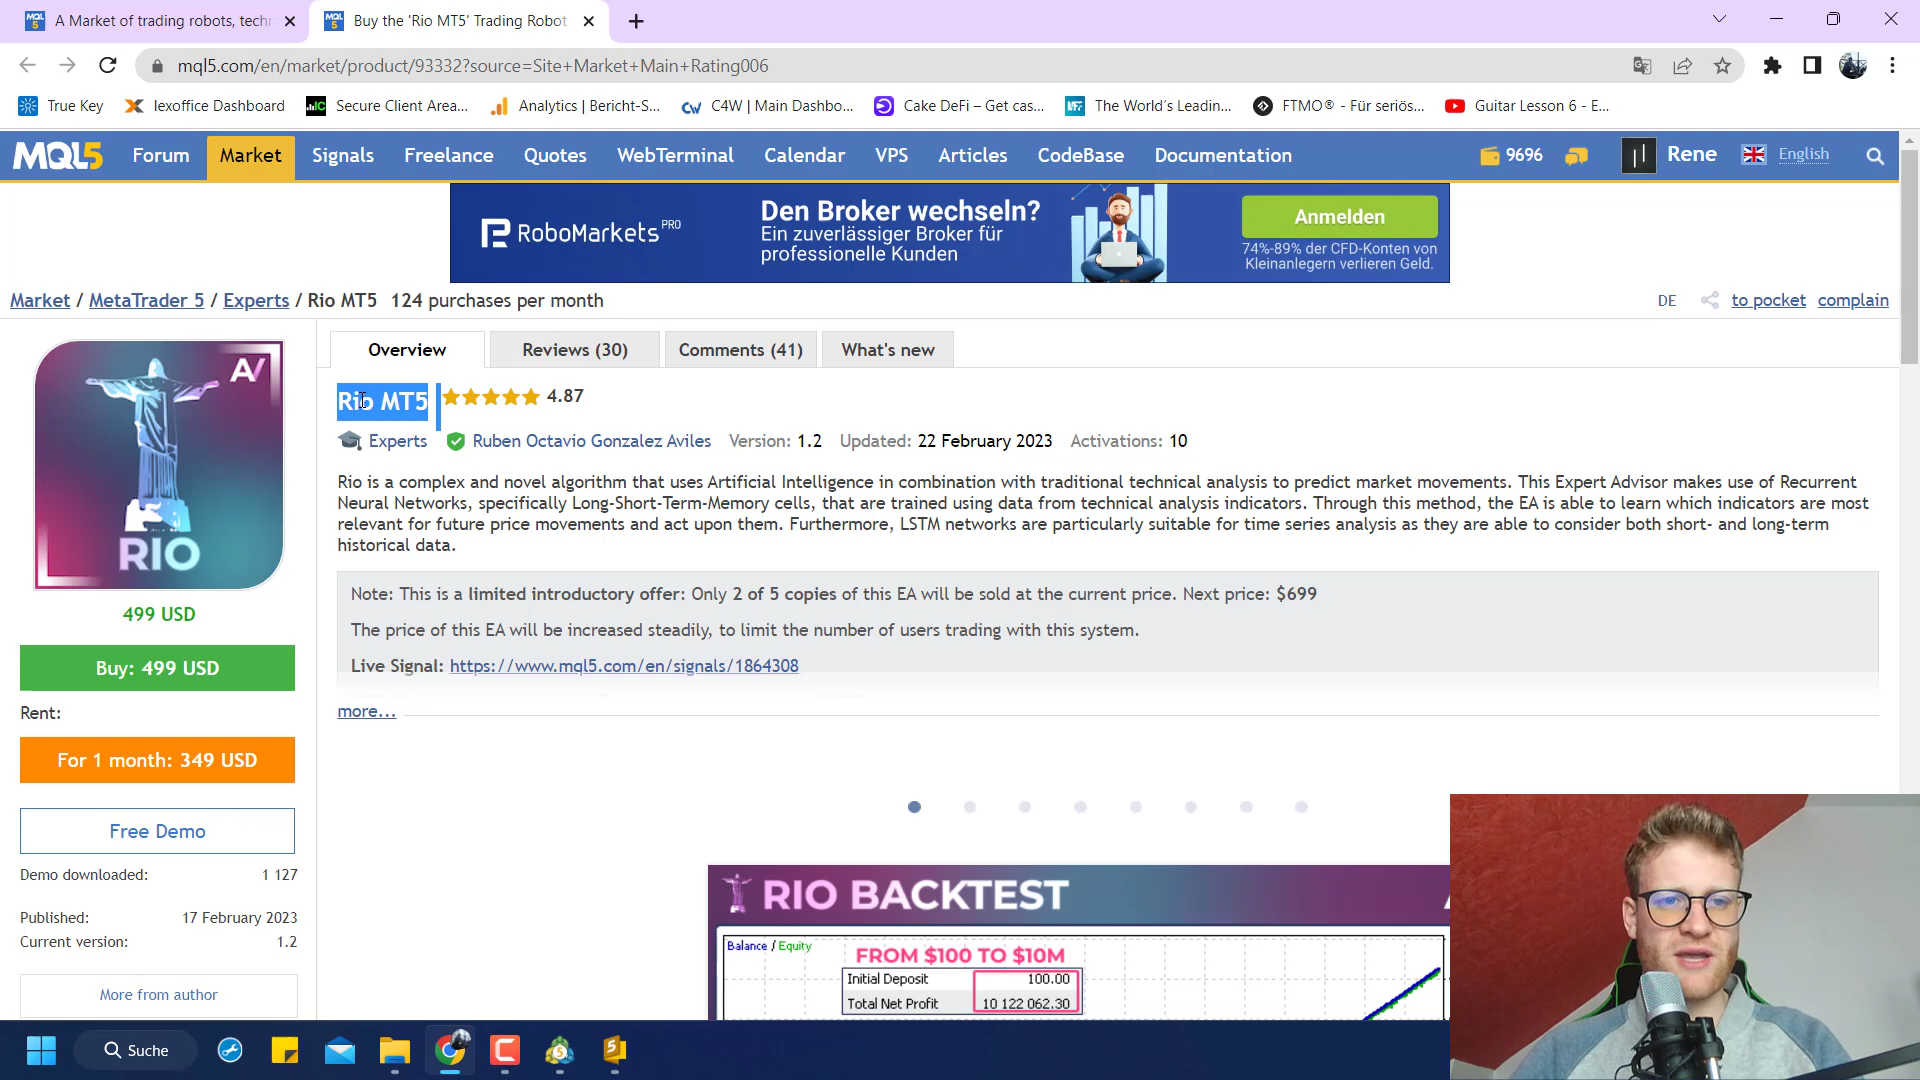 A Market of trading robots, techn
Buy the 'Rio MT5' Trading Robot
mql5.com/en/market/product/93332?source=Site+Market+Main+Rating006
True Key
lexoffice Dashboard
Secure Client Area...
Analytics | Bericht-S...
C4W | Main Dashbo...
Cake DeFi – Get cas...
The World's Leadin...
FTMO® - Für seriös...
Guitar Lesson 6 - E...
MQL5
Forum
Market
Signals
Freelance
Quotes
WebTerminal
Calendar
VPS
Articles
CodeBase
Documentation
9696
Rene
English
RoboMarkets PRO
Den Broker wechseln?
Ein zuverlässiger Broker für
professionelle Kunden
Anmelden
74%-89% der CFD-Konten von
Kleinanlegern verlieren Geld.
Market / MetaTrader 5 / Experts / Rio MT5 124 purchases per month
DE
to pocket
complain
RIO
499 USD
Buy: 499 USD
Rent:
For 1 month: 349 USD
Free Demo
Demo downloaded: 1 127
Published: 17 February 2023
Current version: 1.2
More from author
Overview
Reviews (30)
Comments (41)
What's new
Rio MT5 4.87
Experts Ruben Octavio Gonzalez Aviles Version: 1.2 Updated: 22 February 2023 Activations: 10
Rio is a complex and novel algorithm that uses Artificial Intelligence in combination with traditional technical analysis to predict market movements. This Expert Advisor makes use of Recurrent
Neural Networks, specifically Long-Short-Term-Memory cells, that are trained using data from technical analysis indicators. Through this method, the EA is able to learn which indicators are most
relevant for future price movements and act upon them. Furthermore, LSTM networks are particularly suitable for time series analysis as they are able to consider both short- and long-term
historical data.
Note: This is a limited introductory offer: Only 2 of 5 copies of this EA will be sold at the current price. Next price: $699
The price of this EA will be increased steadily, to limit the number of users trading with this system.
Live Signal: https://www.mql5.com/en/signals/1864308
more...
RIO BACKTEST
Balance / Equity
FROM $100 TO $10M
Initial Deposit 100.00
Total Net Profit 10 122 062.30
Suche